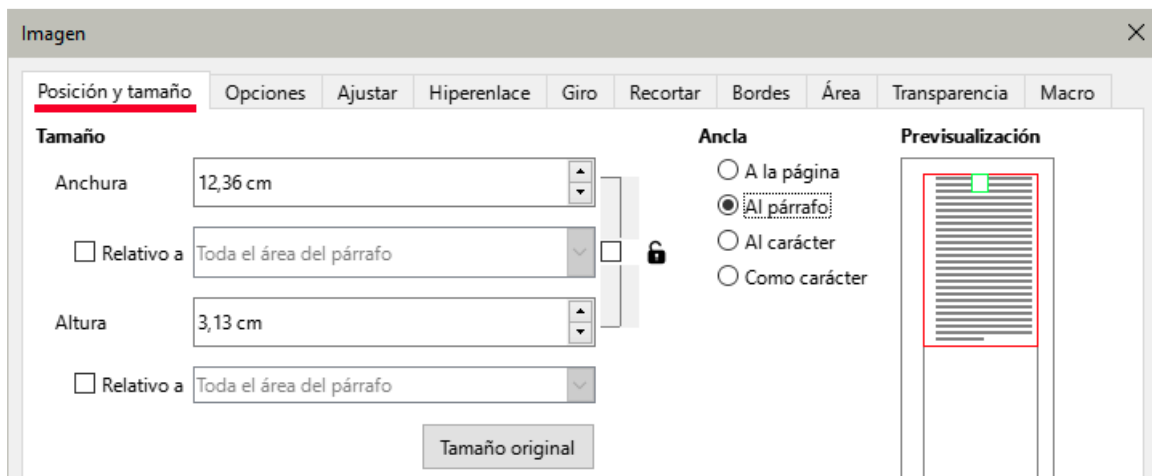 Imagen
Posición y tamaño Opciones Ajustar Hiperenlace Giro Recortar Bordes Área Transparencia Macro
Tamaño Ancla Previsualización
Anchura 12,36 cm A la página
Al párrafo
Relativo a Toda el área del párrafo Al carácter
Como carácter
Altura 3,13 cm
Relativo a Toda el área del párrafo
Tamaño original